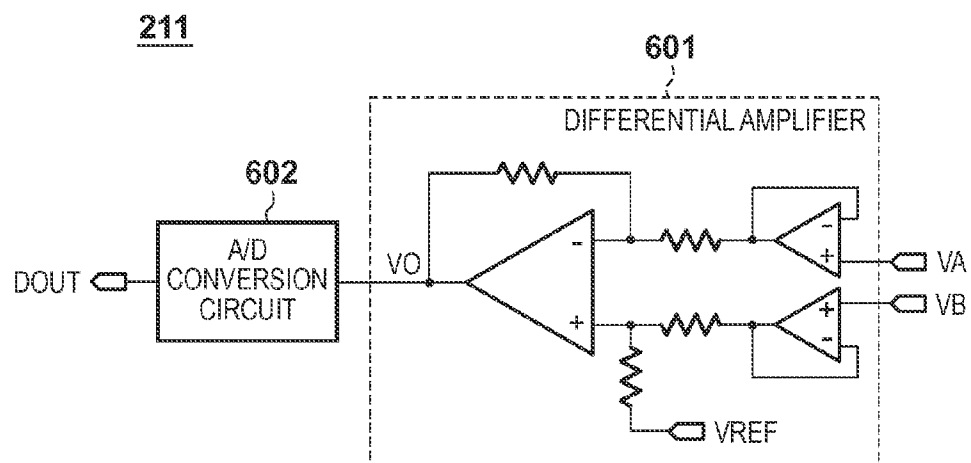 211
601
DIFFERENTIAL AMPLIFIER
602
A/D
CONVERSION
CIRCUIT
DOUT
VO
-
+
-
+
+
-
VA
VB
VREF